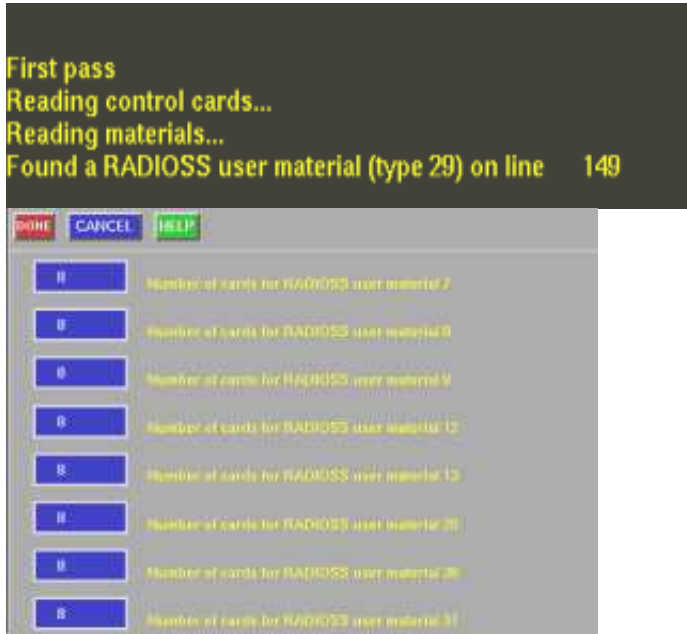 First pass
Reading control cards...
Reading materials...
Found a RADIOSS user material (type 29) on line 149
DONE CANCEL HELP
8 Number of cards for RADIOSS user material 7
8 Number of cards for RADIOSS user material
8 Number of cards for RADIOSS user material 9
8 Number of cards for RADIOSS user material 12
8 Number of cards for RADIOSS user material 13
8 Number of cards for RADIOSS user material
8 Number of cards for RADIOSS user material
8 Number of cards for RADIOSS user material 31